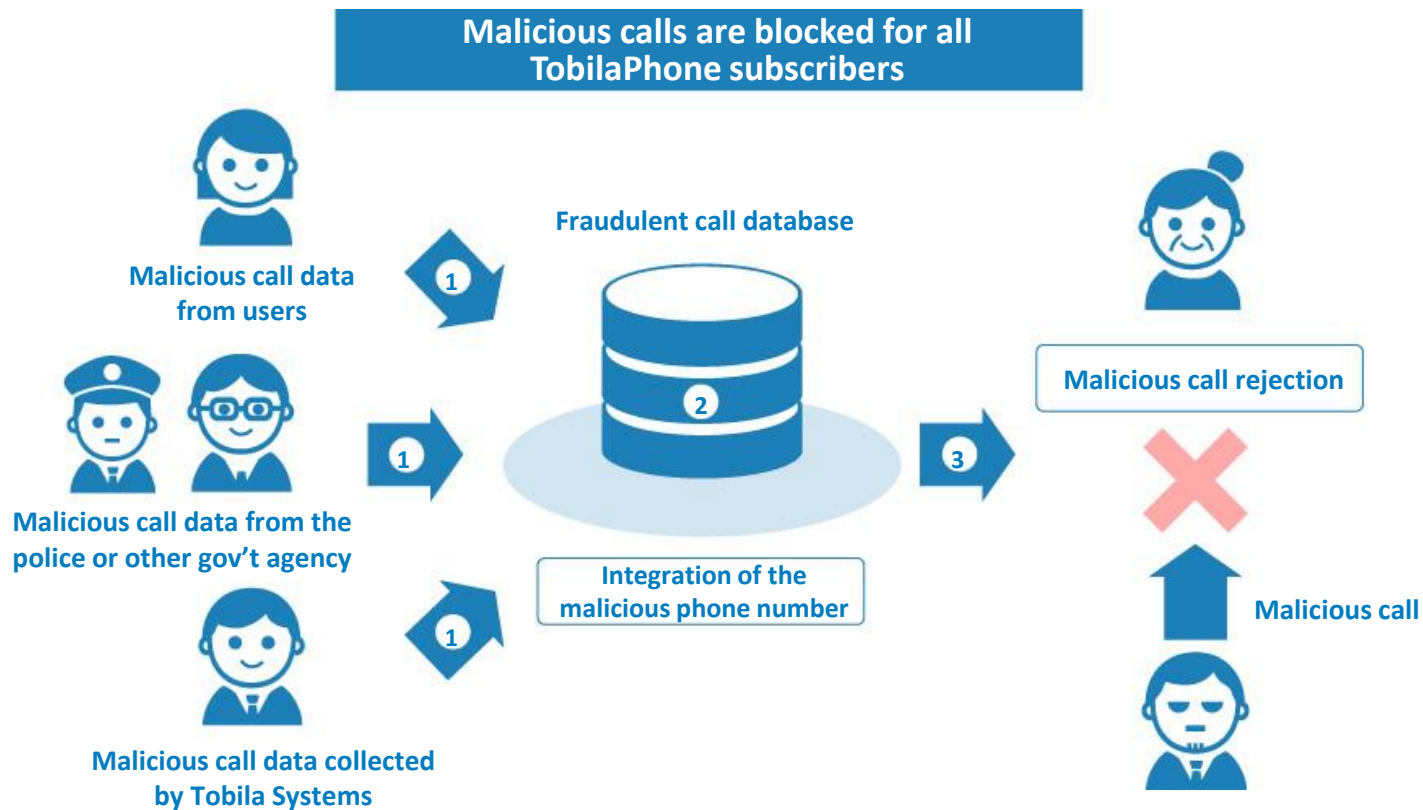 Malicious calls are blocked for all
TobilaPhone subscribers
Malicious call data
from users
1
Malicious call data from the
police or other gov’t agency
1
Malicious call data collected
by Tobila Systems
1
Fraudulent call database
2
Integration of the
malicious phone number
3
Malicious call rejection
Malicious call